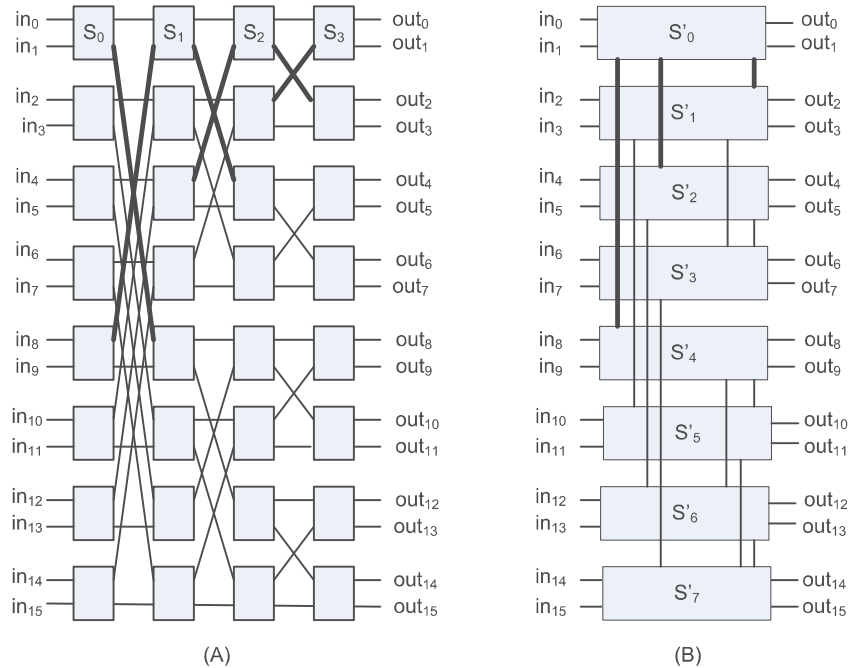 in₀ S₀ S₁ S₂ S₃ out₀
in₁ out₁
in₂ out₂
in₃ out₃
in₄ out₄
in₅ out₅
in₆ out₆
in₇ out₇
in₈ out₈
in₉ out₉
in₁₀ out₁₀
in₁₁ out₁₁
in₁₂ out₁₂
in₁₃ out₁₃
in₁₄ out₁₄
in₁₅ out₁₅
(A)
in₀ out₀
S'₀
in₁ out₁
in₂ out₂
S'₁
in₃ out₃
in₄ out₄
S'₂
in₅ out₅
in₆ out₆
S'₃
in₇ out₇
in₈ out₈
S'₄
in₉ out₉
in₁₀ out₁₀
S'₅
in₁₁ out₁₁
in₁₂ out₁₂
S'₆
in₁₃ out₁₃
in₁₄ out₁₄
S'₇
in₁₅ out₁₅
(B)